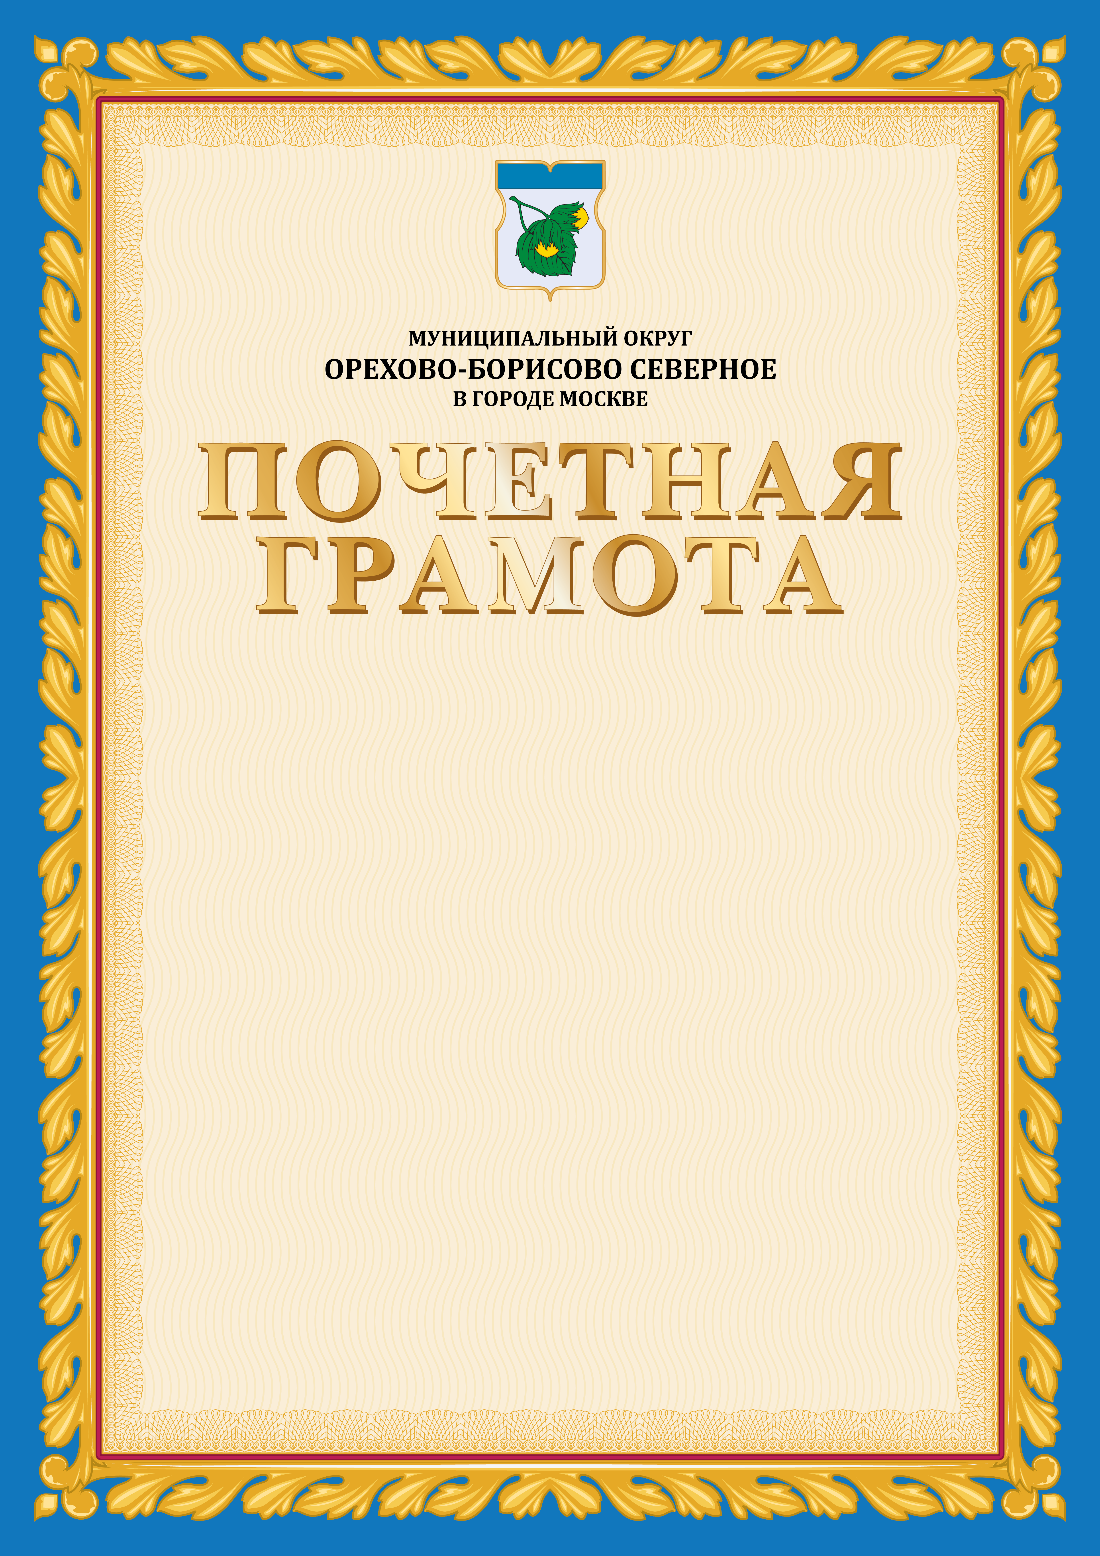 МУНИЦИПАЛЬНЫЙ ОКРУГ
ОРЕХОВО-БОРИСОВО СЕВЕРНОЕ
В ГОРОДЕ МОСКВЕ
ПОЧЕТНАЯ
ГРАМОТА